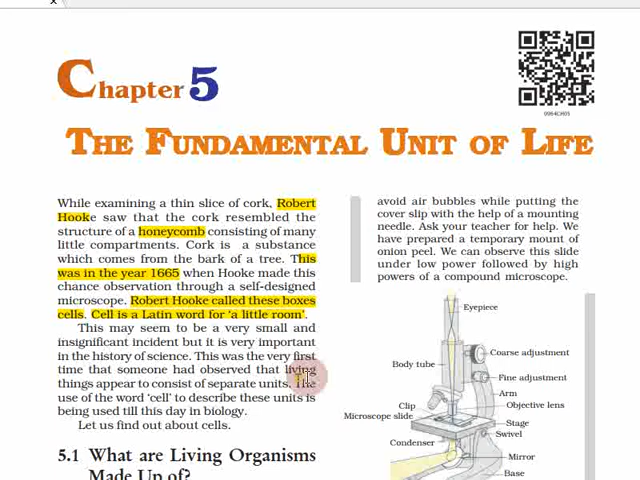 Chapter 5
0964CH05
THE FUNDAMENTAL UNIT OF LIFE
While examining a thin slice of cork, Robert
Hooke saw that the cork resembled the
structure of a honeycomb consisting of many
little compartments. Cork is a substance
which comes from the bark of a tree. This
was in the year 1665 when Hooke made this
chance observation through a self-designed
microscope. Robert Hooke called these boxes
cells. Cell is a Latin word for ‘a little room’.
This may seem to be a very small and
insignificant incident but it is very important
in the history of science. This was the very first
time that someone had observed that living
things appear to consist of separate units. The
use of the word ‘cell’ to describe these units is
being used till this day in biology.
Let us find out about cells.
5.1 What are Living Organisms
Made Up of?
avoid air bubbles while putting the
cover slip with the help of a mounting
needle. Ask your teacher for help. We
have prepared a temporary mount of
onion peel. We can observe this slide
under low power followed by high
powers of a compound microscope.
Eyepiece
Coarse adjustment
Body tube
Fine adjustment
Arm
Clip
Objective lens
Microscope slide
Stage
Swivel
Condenser
Mirror
Base